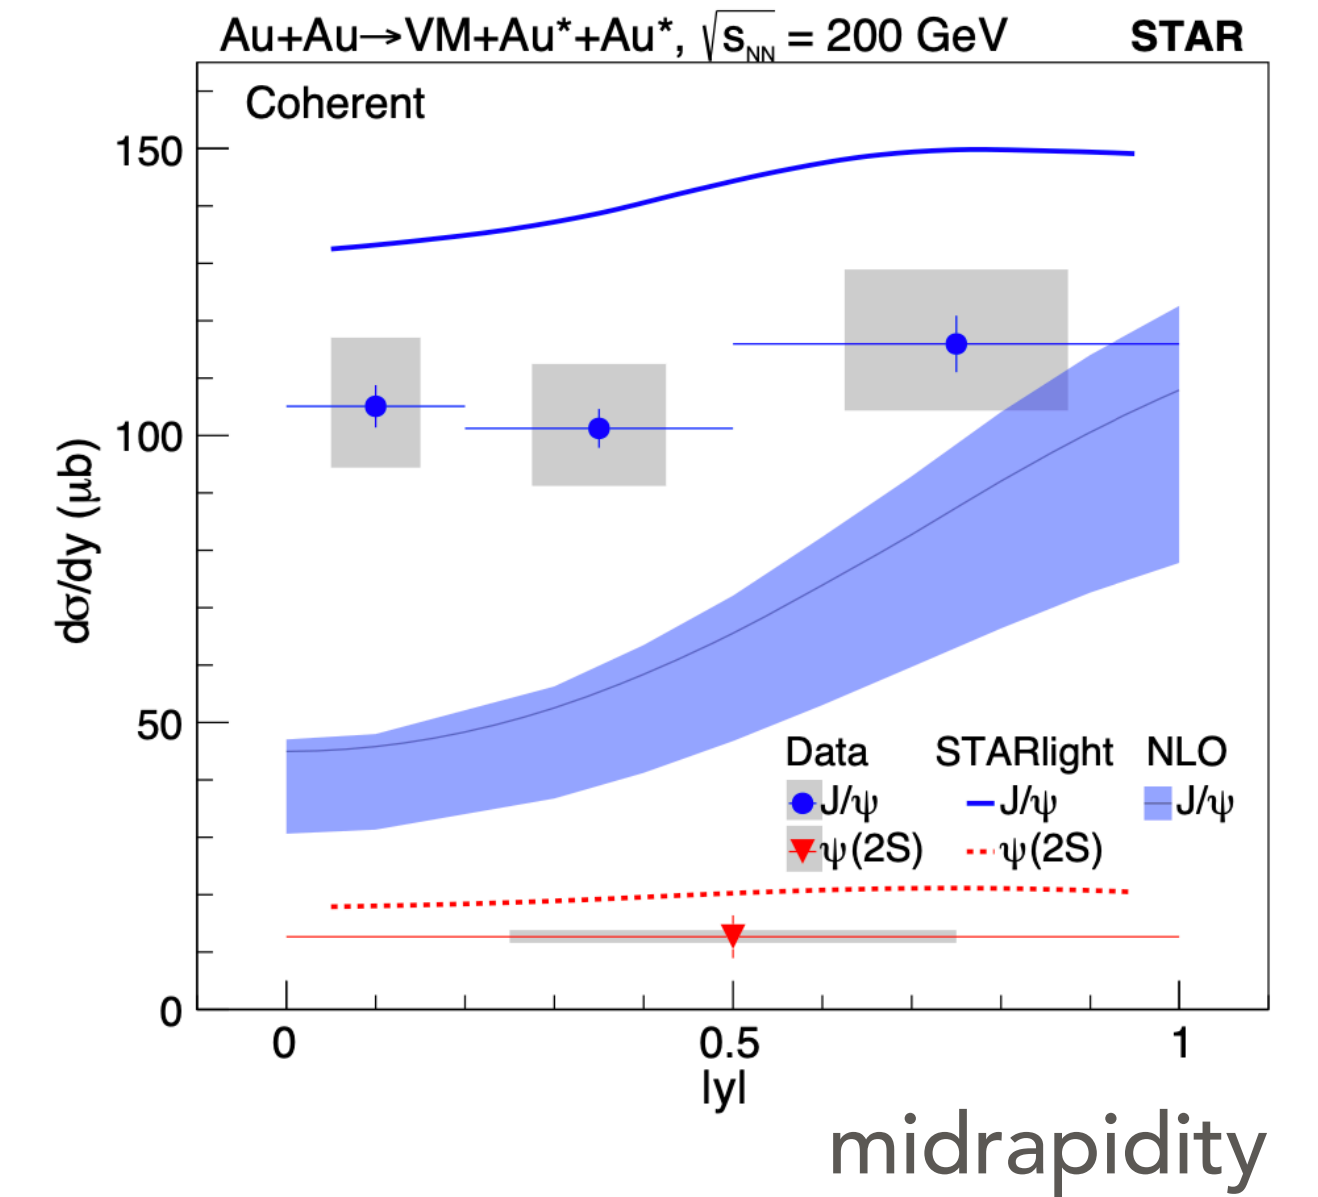 Au+Au→VM+Au*+Au*, √s_NN = 200 GeV STAR
Coherent
150
100
50
0
dσ/dy (μb)
Data STARlight NLO
J/ψ J/ψ J/ψ
ψ(2S) ψ(2S)
0 0.5 1
|y|
midrapidity